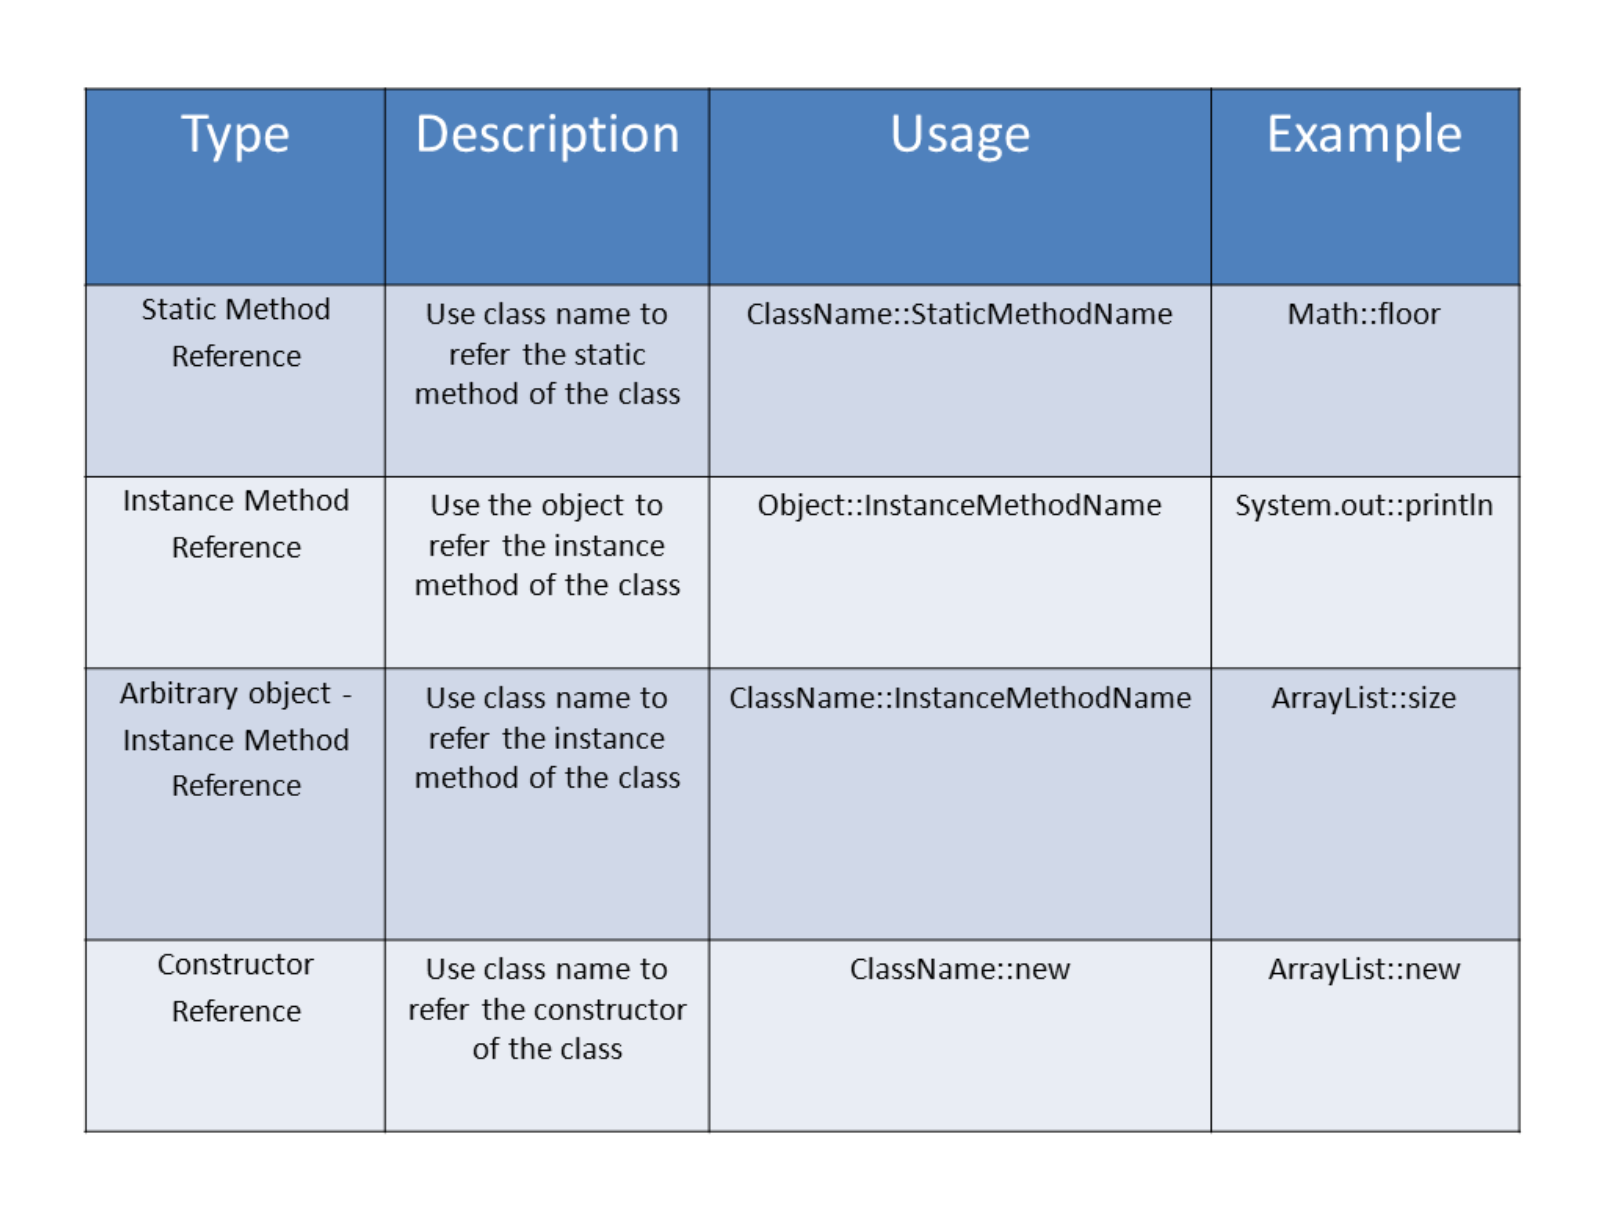 Type
Description
Usage
Example
Static Method
Reference
Use class name to
refer the static
method of the class
ClassName::StaticMethodName
Math::floor
Instance Method
Reference
Use the object to
refer the instance
method of the class
Object::InstanceMethodName
System.out::println
Arbitrary object -
Instance Method
Reference
Use class name to
refer the instance
method of the class
ClassName::InstanceMethodName
ArrayList::size
Constructor
Reference
Use class name to
refer the constructor
of the class
ClassName::new
ArrayList::new